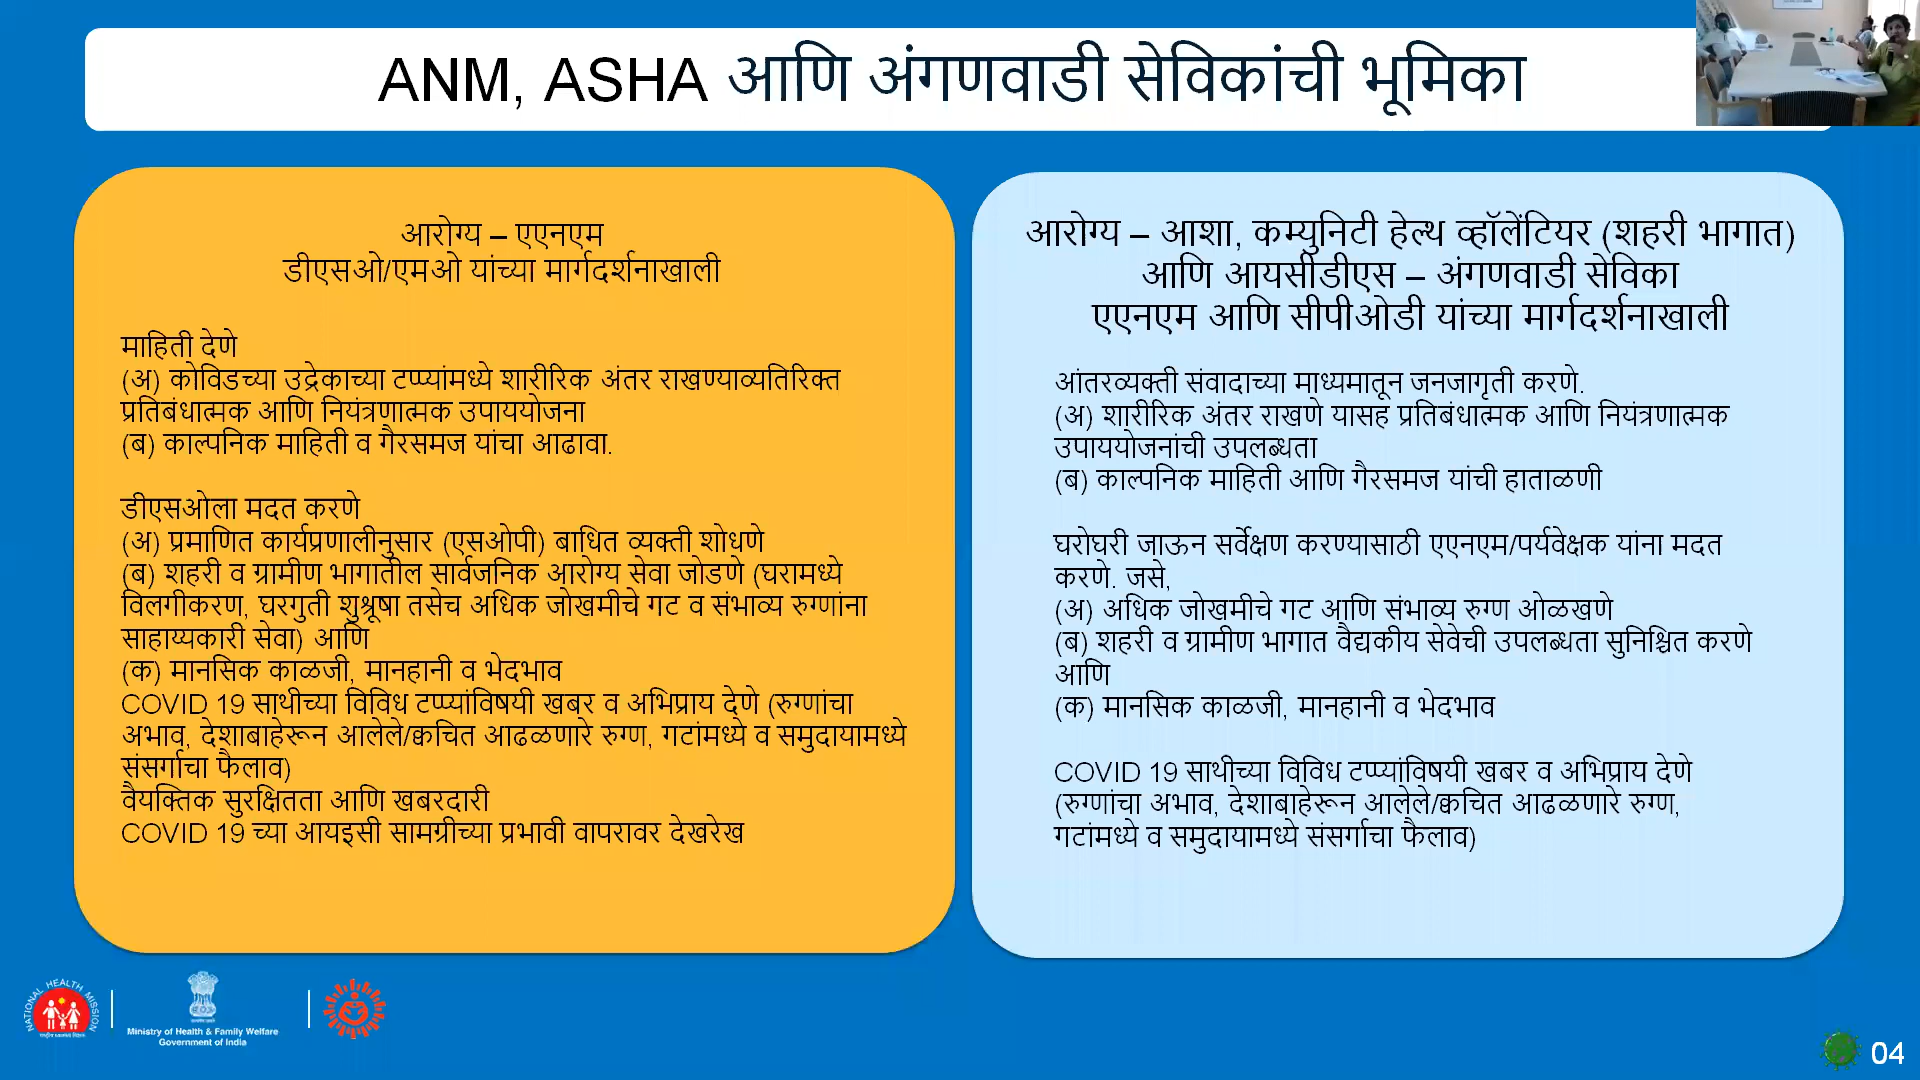 ANM, ASHA आणि अंगणवाडी सेविकांची भूमिका
आरोग्य – एएनएम
डीएसओ/एमओ यांच्या मार्गदर्शनाखाली
माहिती देणे
(अ) कोविडच्या उद्रेकाच्या टप्प्यांमध्ये शारीरिक अंतर राखण्याव्यतिरिक्त
प्रतिबंधात्मक आणि नियंत्रणात्मक उपाययोजना
(ब) काल्पनिक माहिती व गैरसमज यांचा आढावा.
डीएसओला मदत करणे
(अ) प्रमाणित कार्यप्रणालीनुसार (एसओपी) बाधित व्यक्ती शोधणे
(ब) शहरी व ग्रामीण भागातील सार्वजनिक आरोग्य सेवा जोडणे (घरामध्ये
विलगीकरण, घरगुती शुश्रूषा तसेच अधिक जोखमीचे गट व संभाव्य रुग्णांना
साहाय्यकारी सेवा) आणि
(क) मानसिक काळजी, मानहानी व भेदभाव
COVID 19 साथीच्या विविध टप्प्यांविषयी खबर व अभिप्राय देणे (रुग्णांचा
अभाव, देशाबाहेरून आलेले/क्वचित आढळणारे रुग्ण, गटांमध्ये व समुदायामध्ये
संसर्गाचा फैलाव)
वैयक्तिक सुरक्षितता आणि खबरदारी
COVID 19 च्या आयइसी सामग्रीच्या प्रभावी वापरावर देखरेख
आरोग्य – आशा, कम्युनिटी हेल्थ व्हॉलेंटियर (शहरी भागात)
आणि आयसीडीएस – अंगणवाडी सेविका
एएनएम आणि सीपीओडी यांच्या मार्गदर्शनाखाली
आंतरव्यक्ती संवादाच्या माध्यमातून जनजागृती करणे.
(अ) शारीरिक अंतर राखणे यासह प्रतिबंधात्मक आणि नियंत्रणात्मक
उपाययोजनांची उपलब्धता
(ब) काल्पनिक माहिती आणि गैरसमज यांची हाताळणी
घरोघरी जाऊन सर्वेक्षण करण्यासाठी एएनएम/पर्यवेक्षक यांना मदत
करणे. जसे,
(अ) अधिक जोखमीचे गट आणि संभाव्य रुग्ण ओळखणे
(ब) शहरी व ग्रामीण भागात वैद्यकीय सेवेची उपलब्धता सुनिश्चित करणे
आणि
(क) मानसिक काळजी, मानहानी व भेदभाव
COVID 19 साथीच्या विविध टप्प्यांविषयी खबर व अभिप्राय देणे
(रुग्णांचा अभाव, देशाबाहेरून आलेले/क्वचित आढळणारे रुग्ण,
गटांमध्ये व समुदायामध्ये संसर्गाचा फैलाव)
NATIONAL HEALTH MISSION
Ministry of Health & Family Welfare
Government of India
04